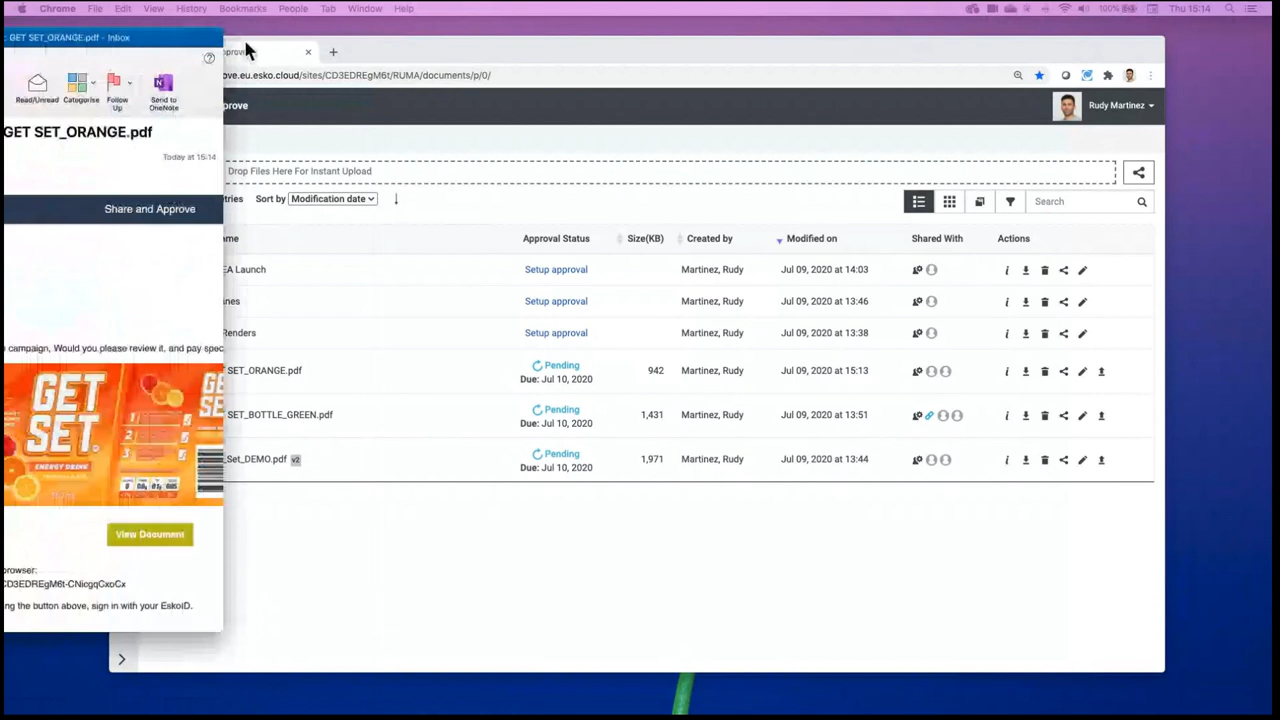 Chrome File Edit View History Bookmarks People Tab Window Help 100% Thu 15:14
GET SET_ORANGE.pdf - Inbox
Read/Unread Categorise Follow Up Send to OneNote
GET SET_ORANGE.pdf
Today at 15:14
Share and Approve
campaign, Would you please review it, and pay spec
GET SET
ENERGY DRINK
View Document
browser:
CD3EDREgM6t-CNicgqCxoCx
ng the button above, sign in with your EskoID.
ove.eu.esko.cloud/sites/CD3EDREgM6t/RUMA/documents/p/0/
prove
Rudy Martinez
Drop Files Here For Instant Upload
tries Sort by Modification date
Search
ame Approval Status Size(KB) Created by Modified on Shared With Actions
EA Launch Setup approval Martinez, Rudy Jul 09, 2020 at 14:03
nes Setup approval Martinez, Rudy Jul 09, 2020 at 13:46
Renders Setup approval Martinez, Rudy Jul 09, 2020 at 13:38
SET_ORANGE.pdf Pending Due: Jul 10, 2020 942 Martinez, Rudy Jul 09, 2020 at 15:13
SET_BOTTLE_GREEN.pdf Pending Due: Jul 10, 2020 1,431 Martinez, Rudy Jul 09, 2020 at 13:51
_Set_DEMO.pdf v2 Pending Due: Jul 10, 2020 1,971 Martinez, Rudy Jul 09, 2020 at 13:44